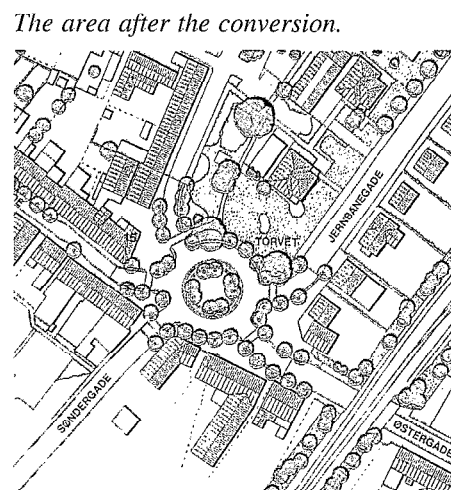 The area after the conversion.
JERNBANEGADE
TORVET
SØNDERGADE
ØSTERGADE